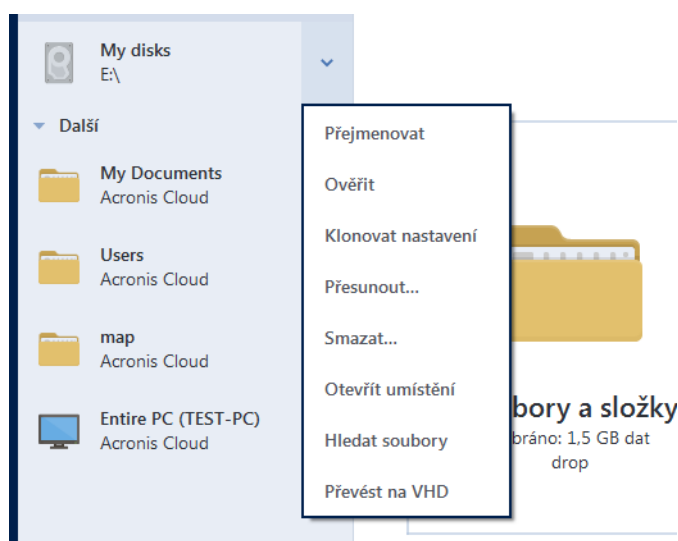 My disks
E:\
Další
My Documents
Acronis Cloud
Users
Acronis Cloud
map
Acronis Cloud
Entire PC (TEST-PC)
Acronis Cloud
Přejmenovat
Ověřit
Klonovat nastavení
Přesunout...
Smazat...
Otevřít umístění
Hledat soubory
Převést na VHD
bory a složky
bráno: 1,5 GB dat
drop